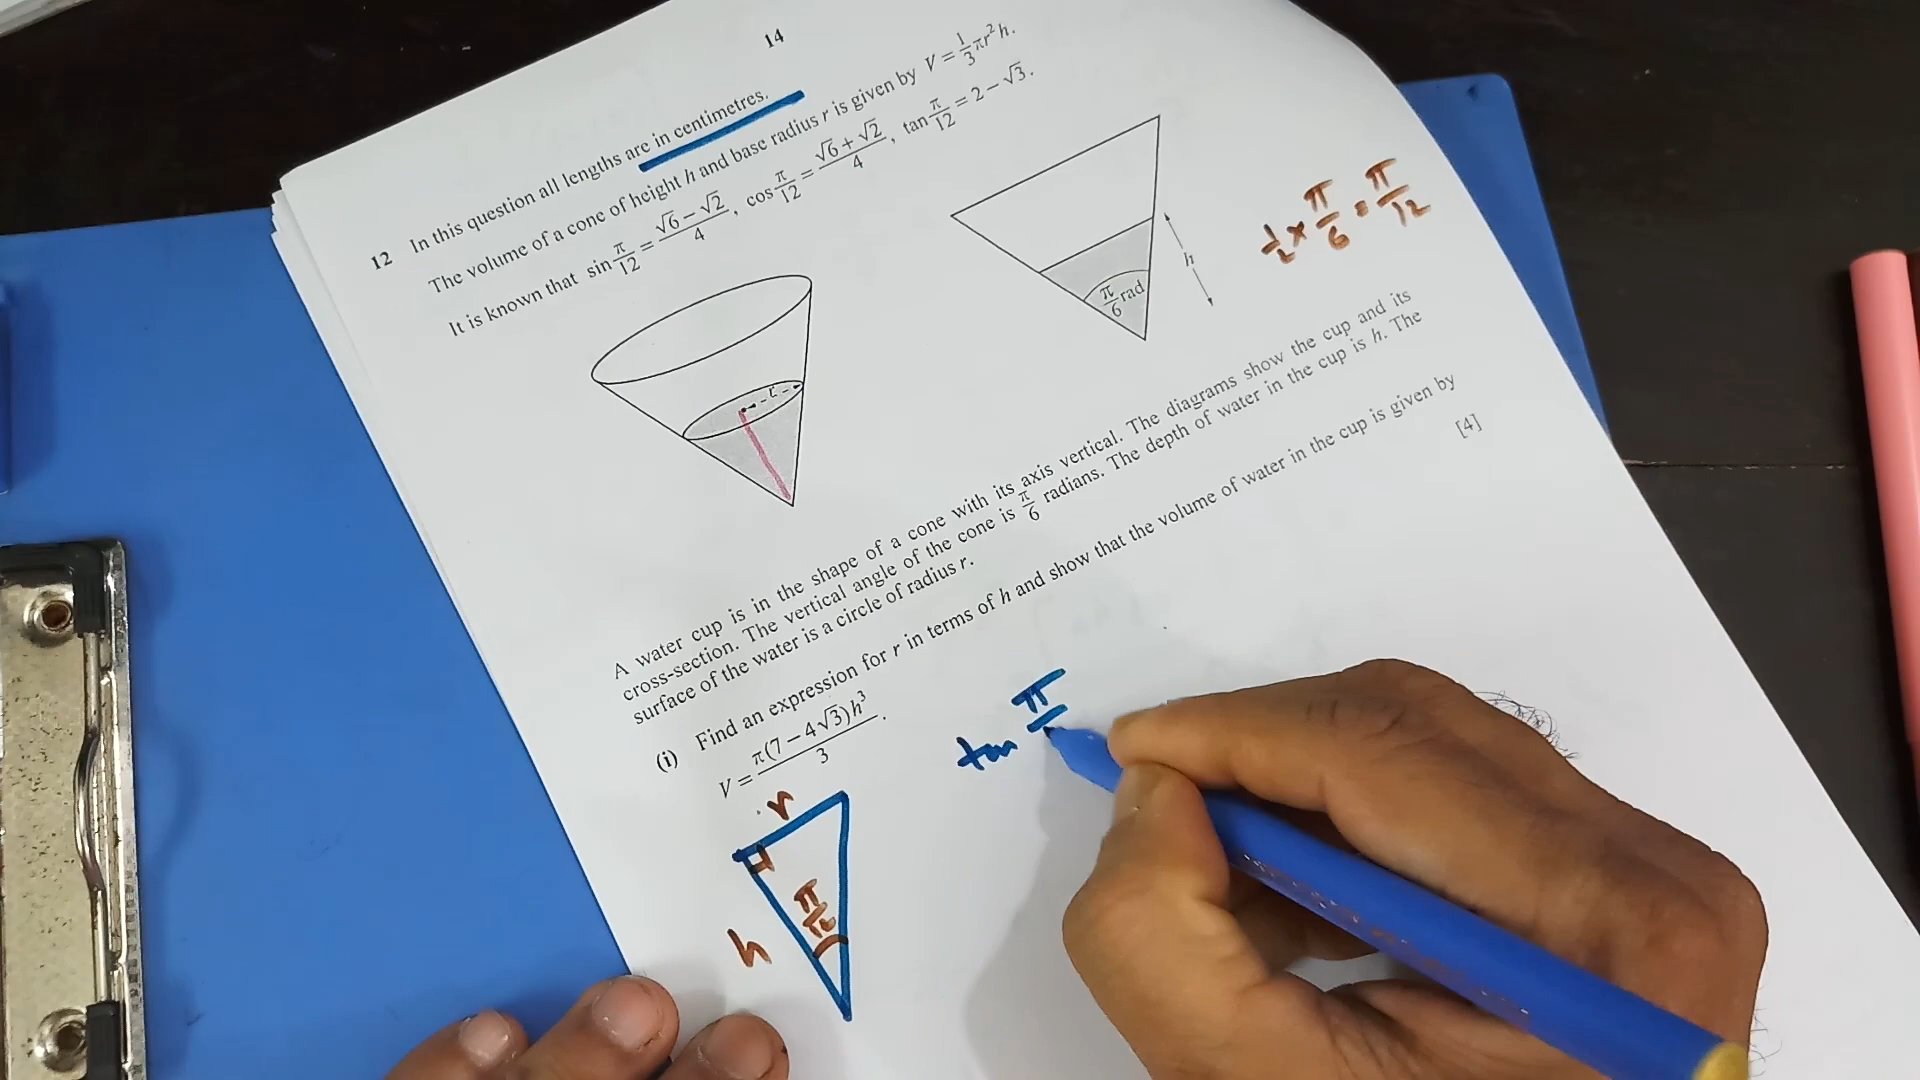 14
12 In this question all lengths are in centimetres.
The volume of a cone of height h and base radius r is given by V = 1/3 πr²h.
It is known that sin π/12 = (√6 − √2)/4, cos π/12 = (√6 + √2)/4, tan π/12 = 2 − √3.
r
π/6 rad
h
1/2 × π/6 = π/12
A water cup is in the shape of a cone with its axis vertical. The diagrams show the cup and its
cross-section. The vertical angle of the cone is π/6 radians. The depth of water in the cup is h. The
surface of the water is a circle of radius r.
(i) Find an expression for r in terms of h and show that the volume of water in the cup is given by
V = π(7 − 4√3)h³/3. [4]
r
h
π/12
tan π